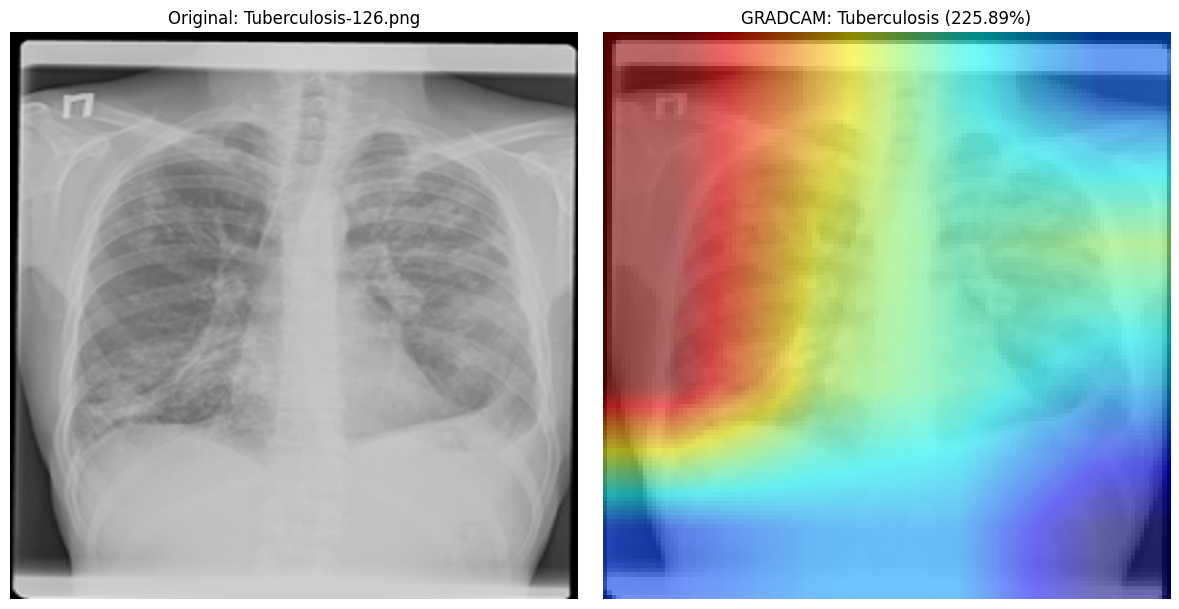 Original: Tuberculosis-126.png
GRADCAM: Tuberculosis (225.89%)
П